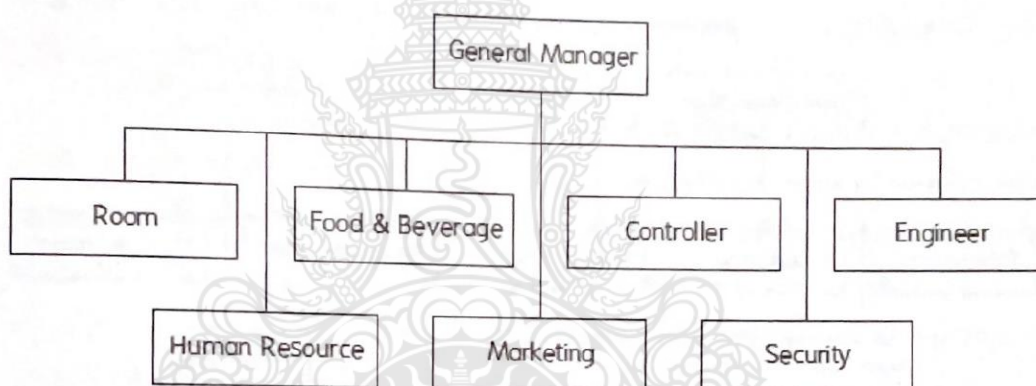 General Manager
Room
Food & Beverage
Controller
Engineer
Human Resource
Marketing
Security